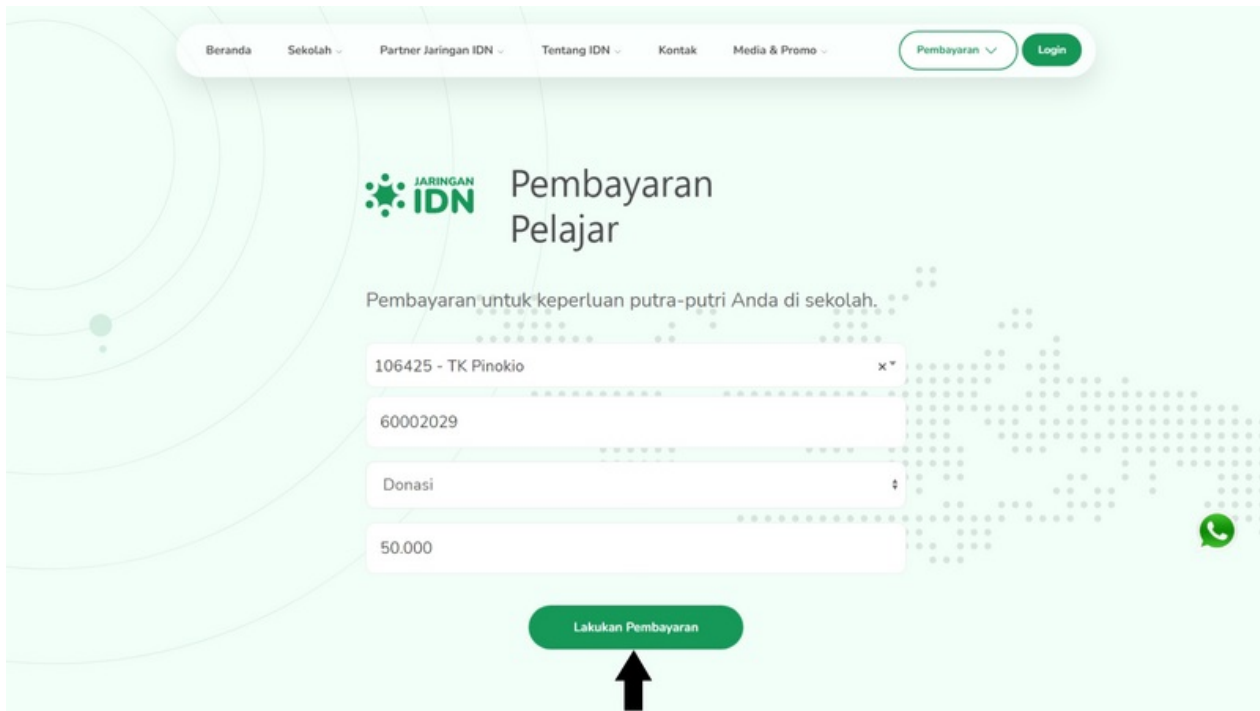 Beranda Sekolah Partner Jaringan IDN Tentang IDN Kontak Media & Promo Pembayaran Login
JARINGAN
IDN
Pembayaran
Pelajar
Pembayaran untuk keperluan putra-putri Anda di sekolah.
106425 - TK Pinokio
60002029
Donasi
50.000
Lakukan Pembayaran